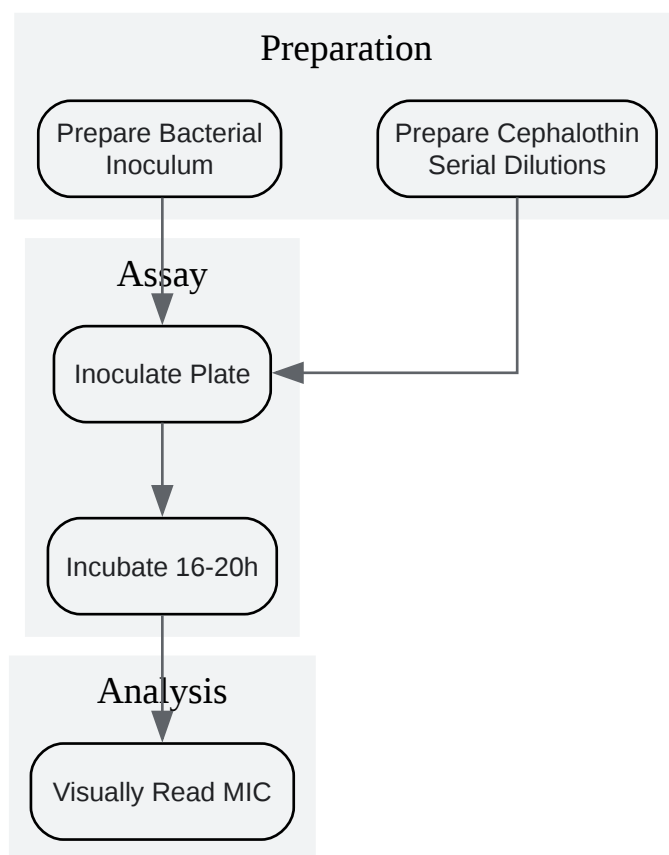 Preparation
Prepare Bacterial
Inoculum
Prepare Cephalothin
Serial Dilutions
Assay
Inoculate Plate
Incubate 16-20h
Analysis
Visually Read MIC